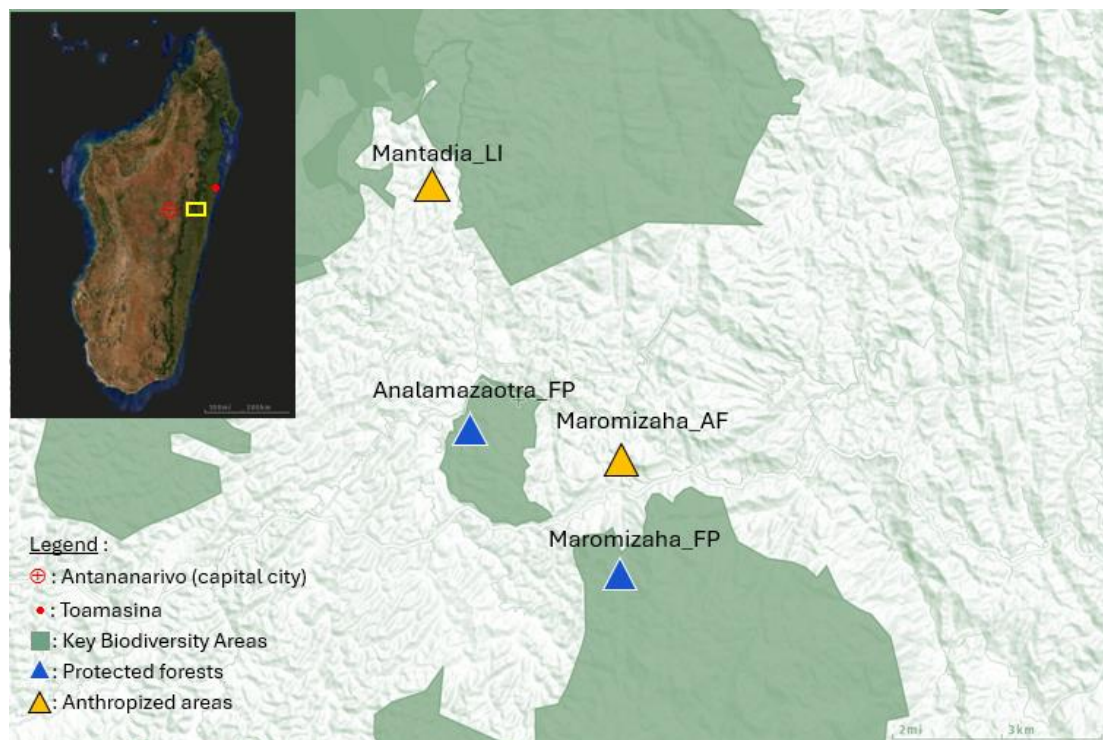 Mantadia_LI
Analamazaotra_FP
Maromizaha_AF
Maromizaha_FP
Legend :
: Antananarivo (capital city)
: Toamasina
: Key Biodiversity Areas
: Protected forests
: Anthropized areas
2mi 3km